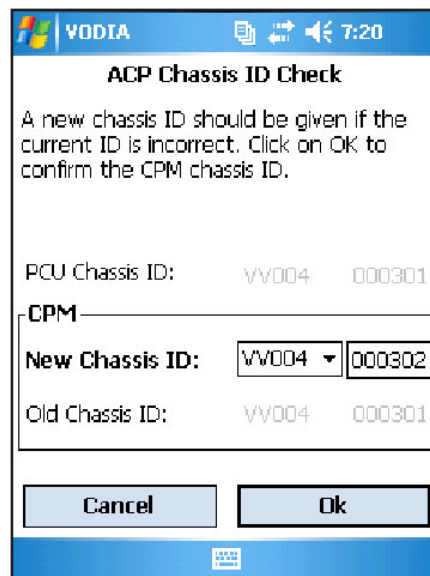 VODIA 7:20
ACP Chassis ID Check
A new chassis ID should be given if the
current ID is incorrect. Click on OK to
confirm the CPM chassis ID.
PCU Chassis ID: VV004 000301
CPM
New Chassis ID: VV004 000302
Old Chassis ID: VV004 000301
Cancel Ok